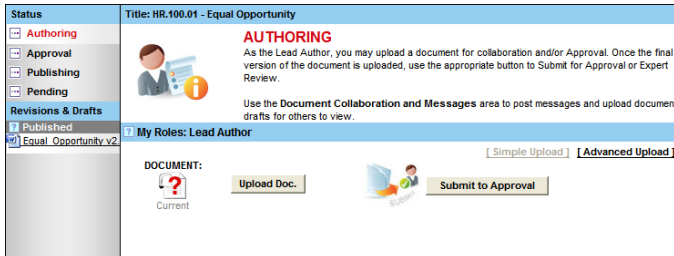 Status
Authoring
Approval
Publishing
Pending
Revisions & Drafts
? Published
Equal Opportunity v2.
Title: HR.100.01 - Equal Opportunity
AUTHORING
As the Lead Author, you may upload a document for collaboration and/or Approval. Once the final
version of the document is uploaded, use the appropriate button to Submit for Approval or Expert
Review.
Use the Document Collaboration and Messages area to post messages and upload documen
drafts for others to view.
? My Roles: Lead Author
[ Simple Upload ] [ Advanced Upload ]
DOCUMENT:
?
Current
Upload Doc.
SUBMIT
Submit to Approval